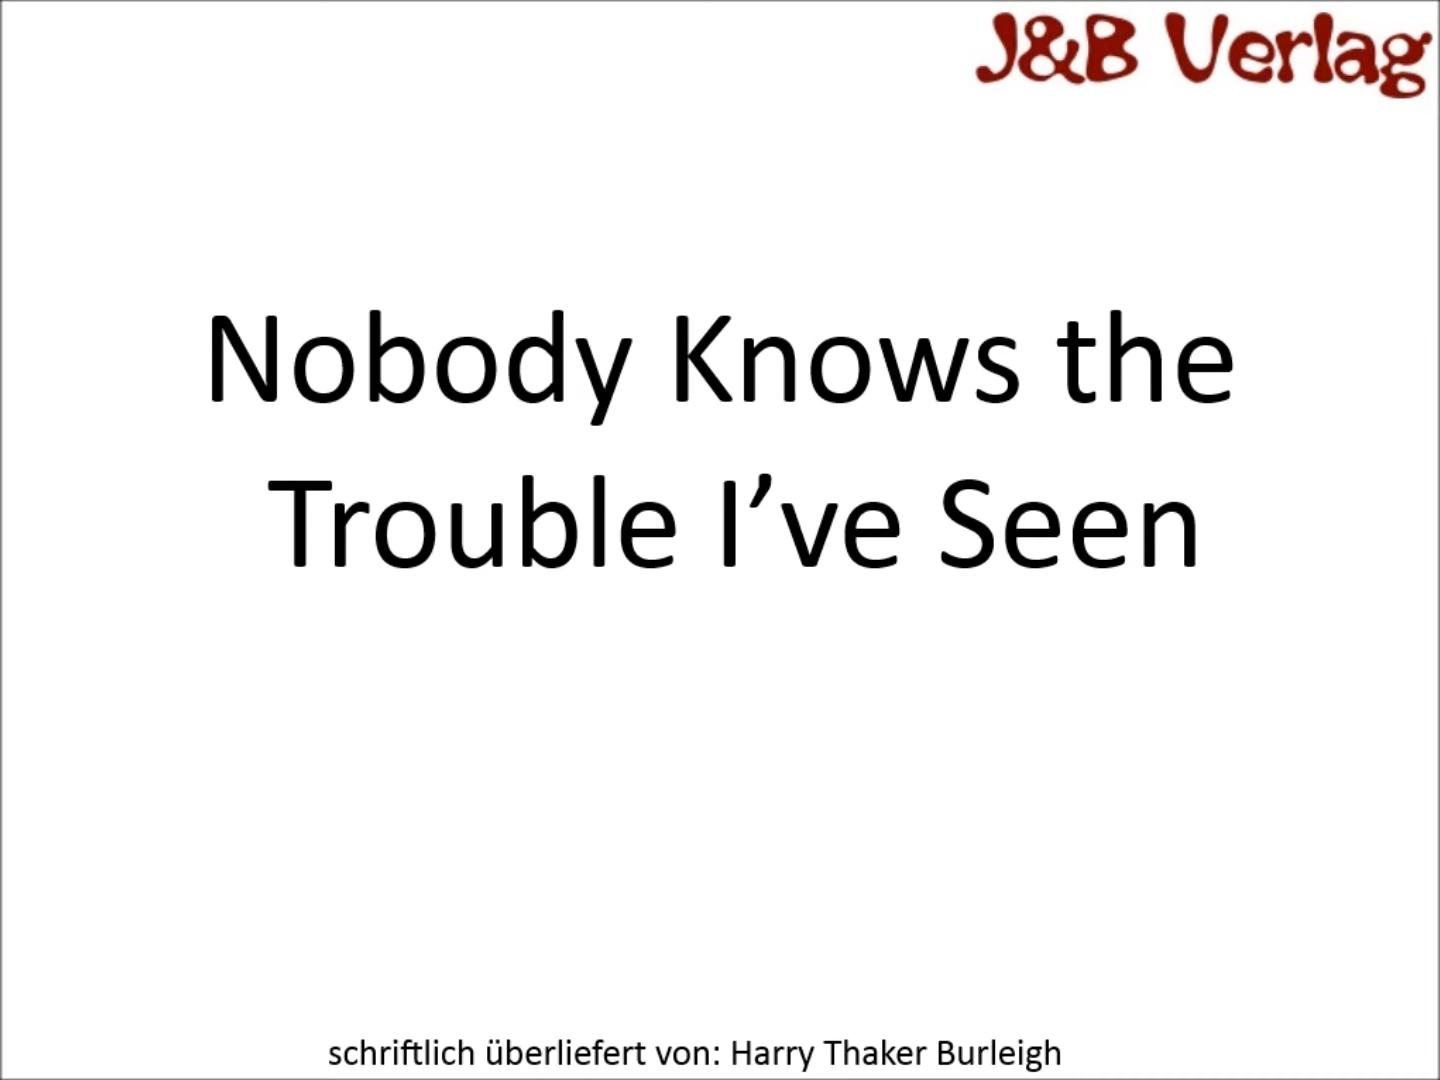 J&B Verlag
Nobody Knows the
Trouble I’ve Seen
schriftlich überliefert von: Harry Thaker Burleigh